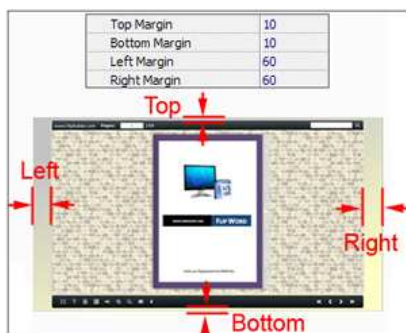 Top Margin 10
Bottom Margin 10
Left Margin 60
Right Margin 60
Top
Left
Right
FLIP WORD
Bottom